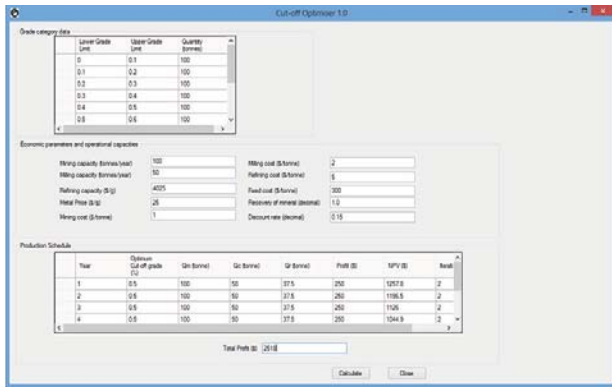 Cut-off Optimiser 1.0
Grade category data
Lower Grade Limit Upper Grade Limit Quantity (tonnes)
0 0.1 100
0.1 0.2 100
0.2 0.3 100
0.3 0.4 100
0.4 0.5 100
0.5 0.6 100
Economic parameters and operational capacities
Mining capacity (tonnes/year) 100 Milling cost ($/tonne) 2
Milling capacity (tonnes/year) 50 Refining cost ($/tonne) 5
Refining capacity ($/g) 4025 Fixed cost ($/tonne) 300
Metal Price ($/g) 26 Recovery of mineral (decimal) 1.0
Mining cost ($/tonne) 1 Discount rate (decimal) 0.15
Production Schedule
Year Optimum Cut-off grade (%) Qm (tonne) Qc (tonne) Qr (tonne) Profit ($) NPV ($)
1 0.5 100 50 37.5 250 1257.8 2
2 0.5 100 50 37.5 250 1196.5 2
3 0.5 100 50 37.5 250 1126 2
4 0.5 100 50 37.5 250 1044.9 2
Total Profit ($) 2518
Calculate Close